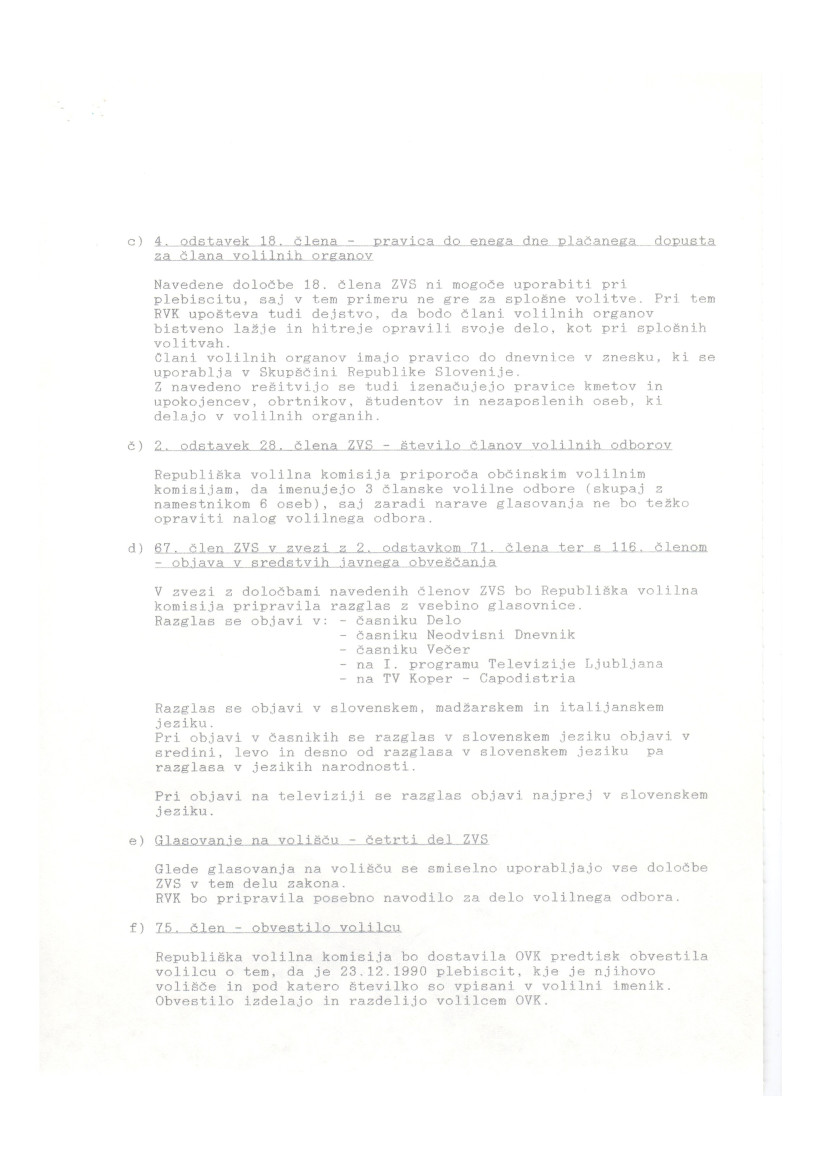 c) 4. odstavek 18. člena - pravica do enega dne plačanega dopusta
za člana volilnih organov
Navedene določbe 18. člena ZVS ni mogoče uporabiti pri
plebiscitu, saj v tem primeru ne gre za splošne volitve. Pri tem
RVK upošteva tudi dejstvo, da bodo člani volilnih organov
bistveno lažje in hitreje opravili svoje delo, kot pri splošnih
volitvah.
Člani volilnih organov imajo pravico do dnevnice v znesku, ki se
uporablja v Skupščini Republike Slovenije.
Z navedeno rešitvijo se tudi izenačujejo pravice kmetov in
upokojencev, obrtnikov, študentov in nezaposlenih oseb, ki
delajo v volilnih organih.
č) 2. odstavek 28. člena ZVS - število članov volilnih odborov
Republiška volilna komisija priporoča občinskim volilnim
komisijam, da imenujejo 3 članske volilne odbore (skupaj z
namestnikom 6 oseb), saj zaradi narave glasovanja ne bo težko
opraviti nalog volilnega odbora.
d) 67. člen ZVS v zvezi z 2. odstavkom 71. člena ter s 116. členom
- objava v sredstvih javnega obveščanja
V zvezi z določbami navedenih členov ZVS bo Republiška volilna
komisija pripravila razglas z vsebino glasovnice.
Razglas se objavi v: - časniku Delo
- časniku Neodvisni Dnevnik
- časniku Večer
- na I. programu Televizije Ljubljana
- na TV Koper - Capodistria
Razglas se objavi v slovenskem, madžarskem in italijanskem
jeziku.
Pri objavi v časnikih se razglas v slovenskem jeziku objavi v
sredini, levo in desno od razglasa v slovenskem jeziku pa
razglasa v jezikih narodnosti.
Pri objavi na televiziji se razglas objavi najprej v slovenskem
jeziku.
e) Glasovanje na volišču - četrti del ZVS
Glede glasovanja na volišču se smiselno uporabljajo vse določbe
ZVS v tem delu zakona.
RVK bo pripravila posebno navodilo za delo volilnega odbora.
f) 75. člen - obvestilo volilcu
Republiška volilna komisija bo dostavila OVK predtisk obvestila
volilcu o tem, da je 23.12.1990 plebiscit, kje je njihovo
volišče in pod katero številko so vpisani v volilni imenik.
Obvestilo izdelajo in razdelijo volilcem OVK.